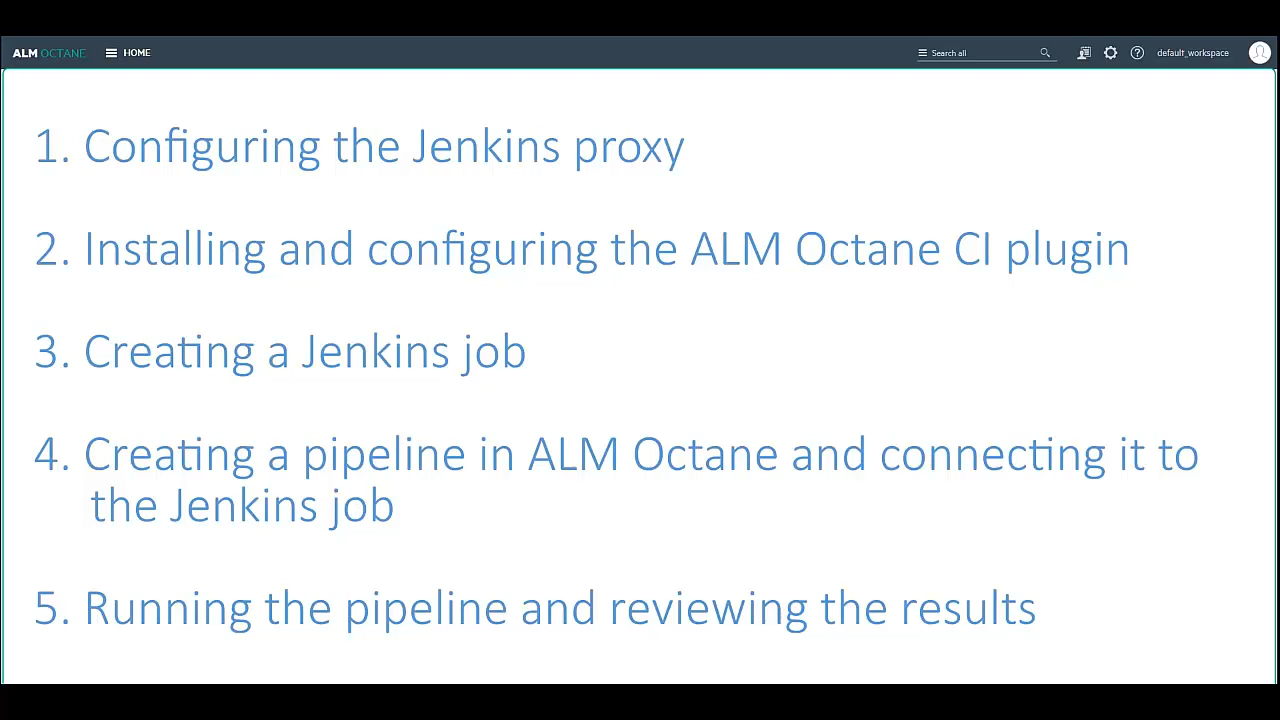 ALM OCTANE HOME Search all default_workspace
1. Configuring the Jenkins proxy
2. Installing and configuring the ALM Octane CI plugin
3. Creating a Jenkins job
4. Creating a pipeline in ALM Octane and connecting it to
the Jenkins job
5. Running the pipeline and reviewing the results